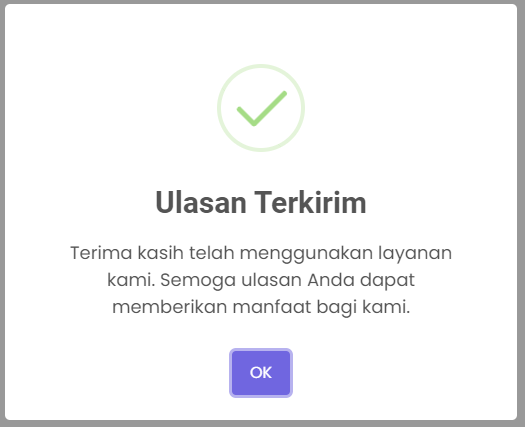 Ulasan Terkirim
Terima kasih telah menggunakan layanan
kami. Semoga ulasan Anda dapat
memberikan manfaat bagi kami.
OK